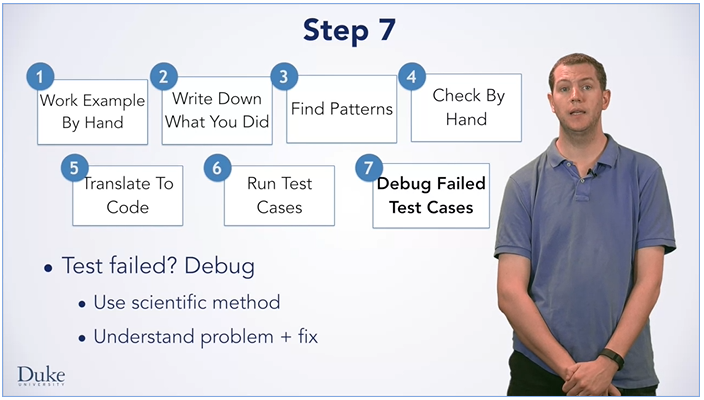 Step 7
1
Work Example
By Hand
2
Write Down
What You Did
3
Find Patterns
4
Check By
Hand
5
Translate To
Code
6
Run Test
Cases
7
Debug Failed
Test Cases
• Test failed? Debug
• Use scientific method
• Understand problem + fix
Duke
UNIVERSITY